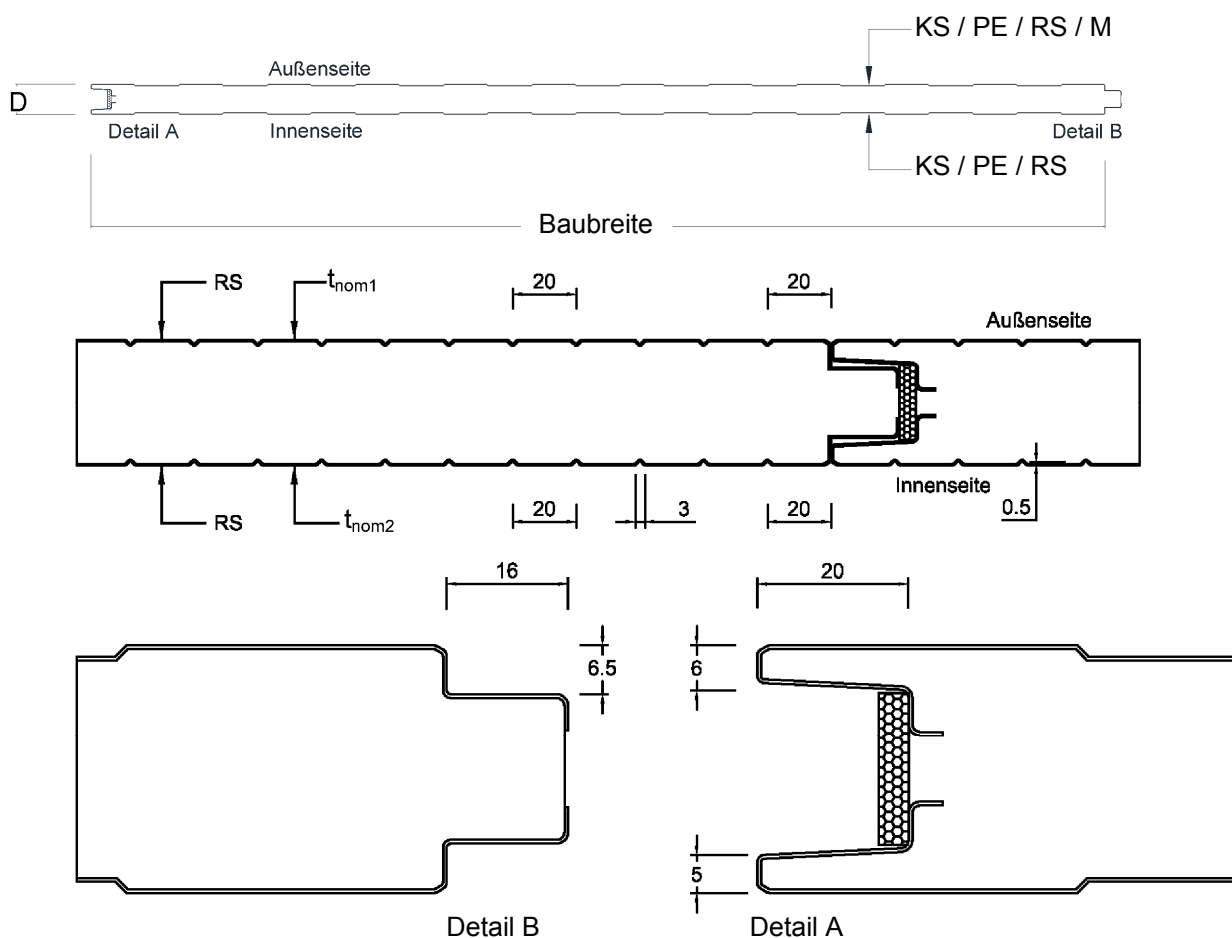 KS / PE / RS / M
Außenseite
D
Detail A
Innenseite
Detail B
KS / PE / RS
Baubreite
RS
tnom1
20
20
Außenseite
Innenseite
RS
tnom2
20
3
20
0.5
16
20
6.5
6
5
Detail B
Detail A